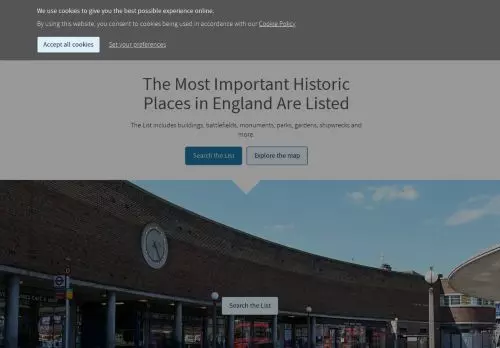 We use cookies to give you the best possible experience online.
By using this website, you consent to cookies being used in accordance with our Cookie Policy
Accept all cookies
Set your preferences
The Most Important Historic
Places in England Are Listed
The List includes buildings, battlefields, monuments, parks, gardens, shipwrecks and
more.
Search the List
Explore the map
Search the List